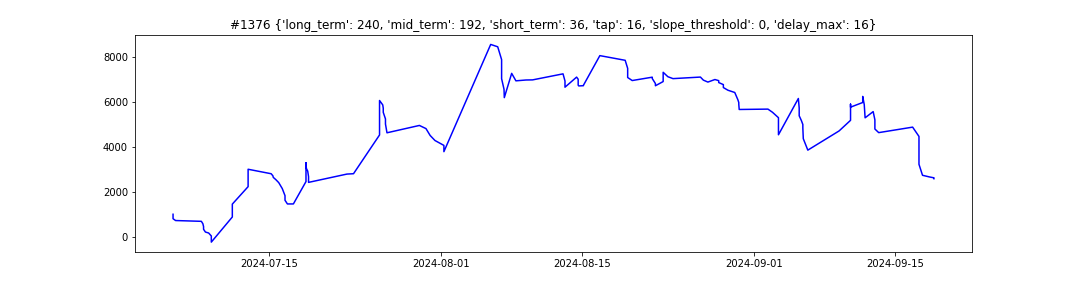 #1376 {'long_term': 240, 'mid_term': 192, 'short_term': 36, 'tap': 16, 'slope_threshold': 0, 'delay_max': 16}
8000
6000
4000
2000
0
2024-07-15 2024-08-01 2024-08-15 2024-09-01 2024-09-15